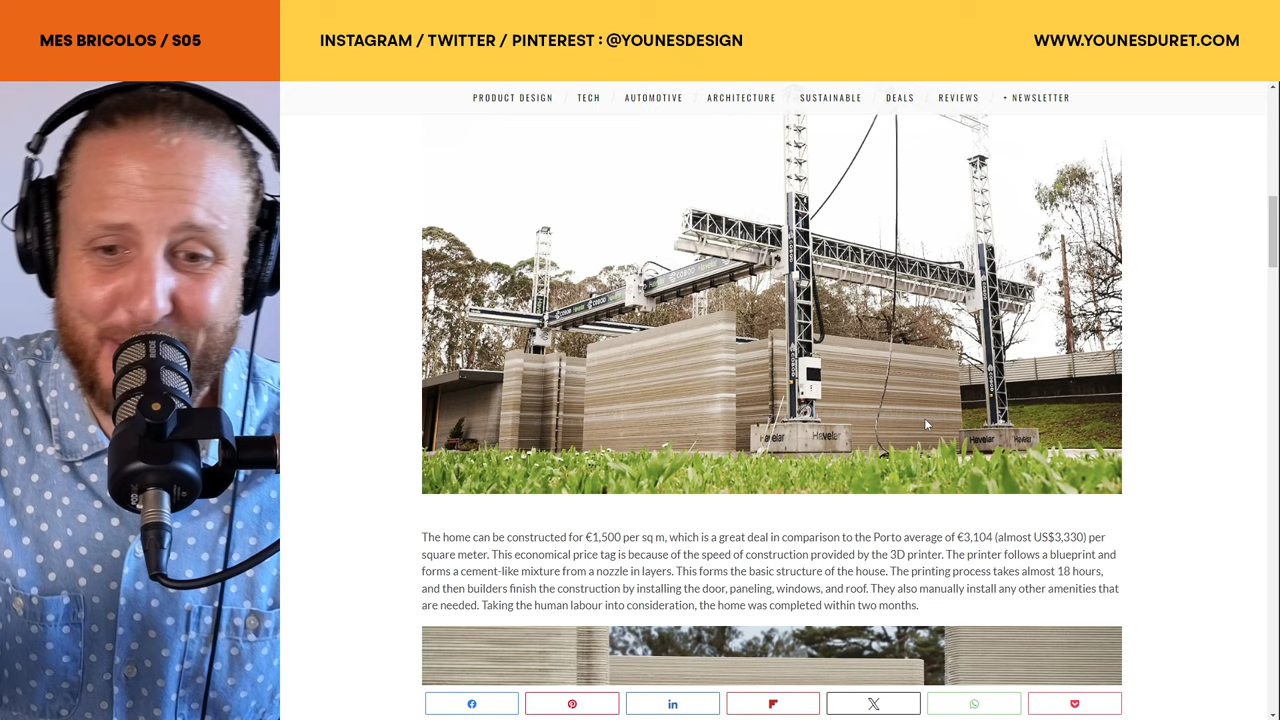 MES BRICOLOS / S05
INSTAGRAM / TWITTER / PINTEREST : @YOUNESDESIGN
WWW.YOUNESDURET.COM
PRODUCT DESIGN / TECH / AUTOMOTIVE / ARCHITECTURE / SUSTAINABLE / DEALS / REVIEWS / + NEWSLETTER
COBOD
COBOD
Havelar
Havelar
Havelar
RØDE
The home can be constructed for €1,500 per sq m, which is a great deal in comparison to the Porto average of €3,104 (almost US$3,330) per
square meter. This economical price tag is because of the speed of construction provided by the 3D printer. The printer follows a blueprint and
forms a cement-like mixture from a nozzle in layers. This forms the basic structure of the house. The printing process takes almost 18 hours,
and then builders finish the construction by installing the door, paneling, windows, and roof. They also manually install any other amenities that
are needed. Taking the human labour into consideration, the home was completed within two months.